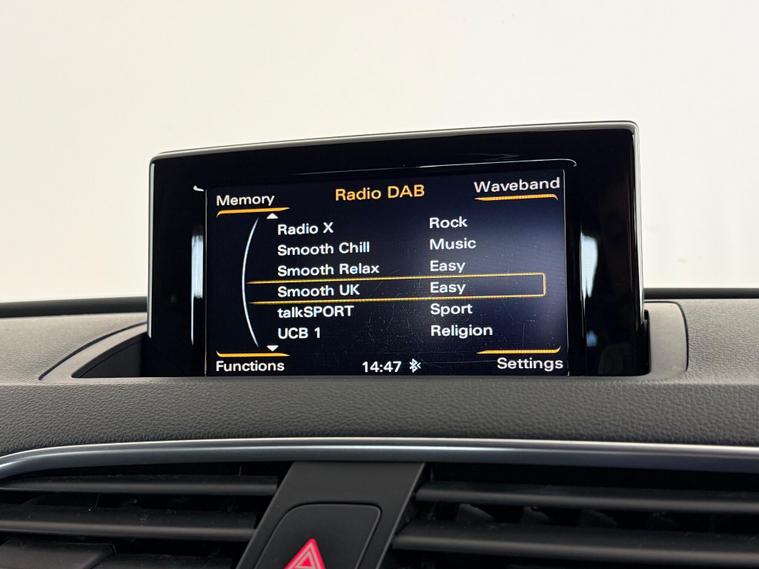 Memory Radio DAB Waveband
Radio X Rock
Smooth Chill Music
Smooth Relax Easy
Smooth UK Easy
talkSPORT Sport
UCB 1 Religion
Functions 14:47 Settings